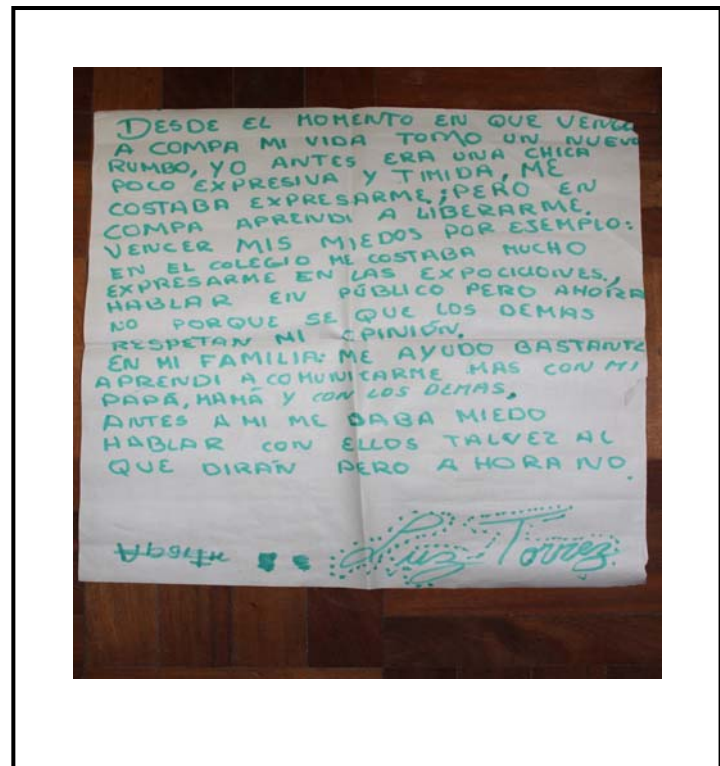 DESDE EL MOMENTO EN QUE VENGO
A COMPA MI VIDA TOMO UN NUEVO
RUMBO, YO ANTES ERA UNA CHICA
POCO EXPRESIVA Y TIMIDA, ME
COSTABA EXPRESARME; PERO EN
COMPA APRENDI A LIBERARME.
VENCER MIS MIEDOS POR EJEMPLO:
EN EL COLEGIO ME COSTABA MUCHO
EXPRESARME EN LAS EXPOCICIONES,
HABLAR EN PÚBLICO PERO AHORA
NO PORQUE SE QUE LOS DEMAS
RESPETAN MI OPINIÓN.
EN MI FAMILIA: ME AYUDO BASTANTE
APRENDI A COMUNICARME MAS CON MI
PAPÁ, MAMÁ Y CON LOS DEMAS,
ANTES A MI ME DABA MIEDO
HABLAR CON ELLOS TALVEZ AL
QUE DIRÁN PERO AHORA NO.
Luz Torrez